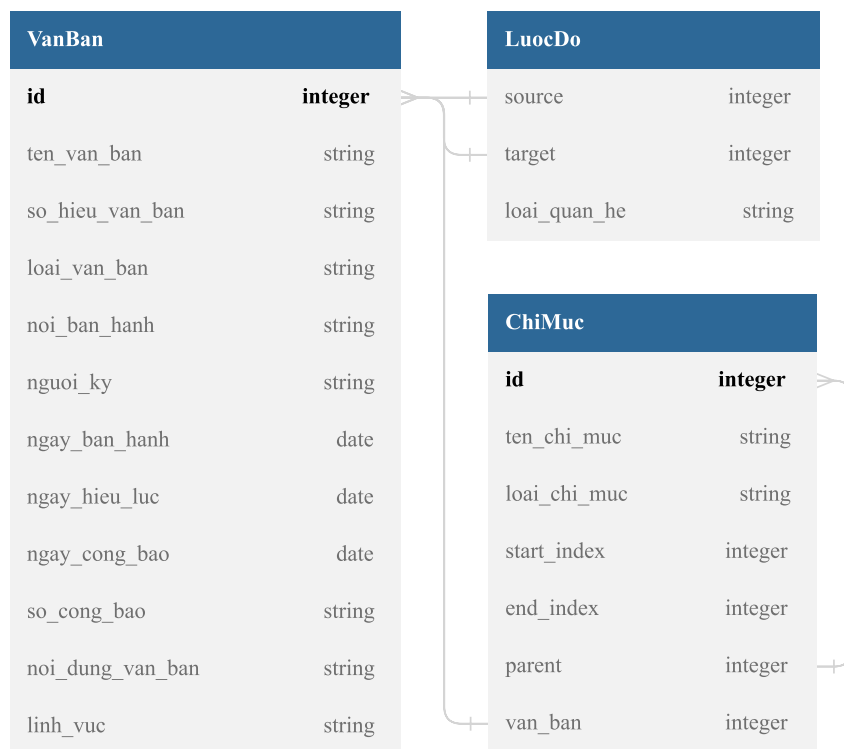 VanBan
id integer
ten_van_ban string
so_hieu_van_ban string
loai_van_ban string
noi_ban_hanh string
nguoi_ky string
ngay_ban_hanh date
ngay_hieu_luc date
ngay_cong_bao date
so_cong_bao string
noi_dung_van_ban string
linh_vuc string
LuocDo
source integer
target integer
loai_quan_he string
ChiMuc
id integer
ten_chi_muc string
loai_chi_muc string
start_index integer
end_index integer
parent integer
van_ban integer